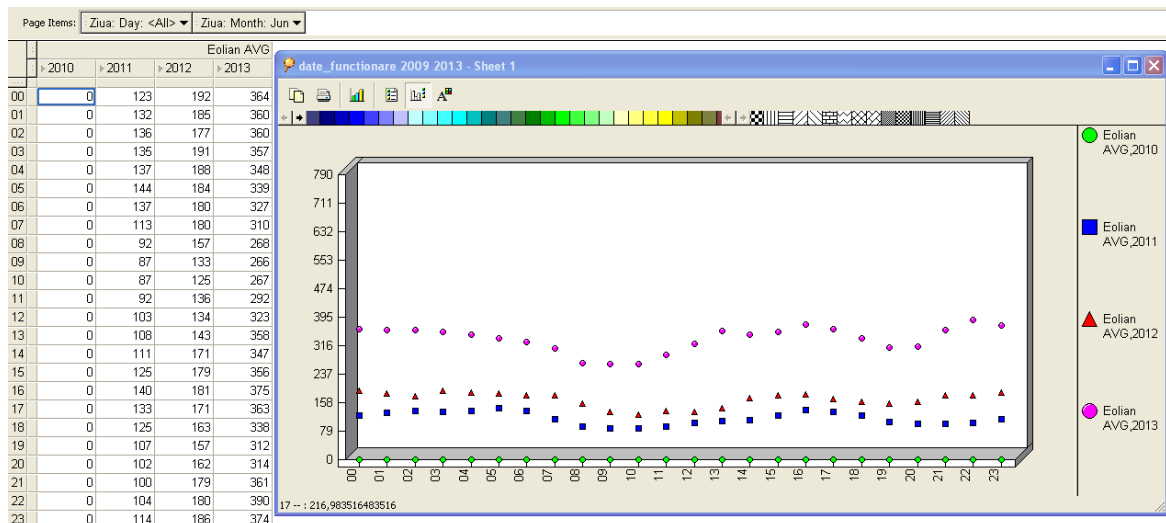 Page Items: Ziua: Day: <All> Ziua: Month: Jun
Eolian AVG
2010 2011 2012 2013
00 0 123 192 364
01 0 132 185 360
02 0 136 177 360
03 0 135 191 357
04 0 137 188 348
05 0 144 184 339
06 0 137 180 327
07 0 113 180 310
08 0 92 157 268
09 0 87 133 266
10 0 87 125 267
11 0 92 136 292
12 0 103 134 323
13 0 108 143 358
14 0 111 171 347
15 0 125 179 356
16 0 140 181 375
17 0 133 171 363
18 0 125 163 338
19 0 107 157 312
20 0 102 162 314
21 0 100 179 361
22 0 104 180 390
23 0 114 186 374
date_functionare 2009 2013 - Sheet 1
790
711
632
553
474
395
316
237
158
79
0
00 01 02 03 04 05 06 07 08 09 10 11 12 13 14 15 16 17 18 19 20 21 22 23
Eolian
AVG,2010
Eolian
AVG,2011
Eolian
AVG,2012
Eolian
AVG,2013
17 -- : 216,983516483516